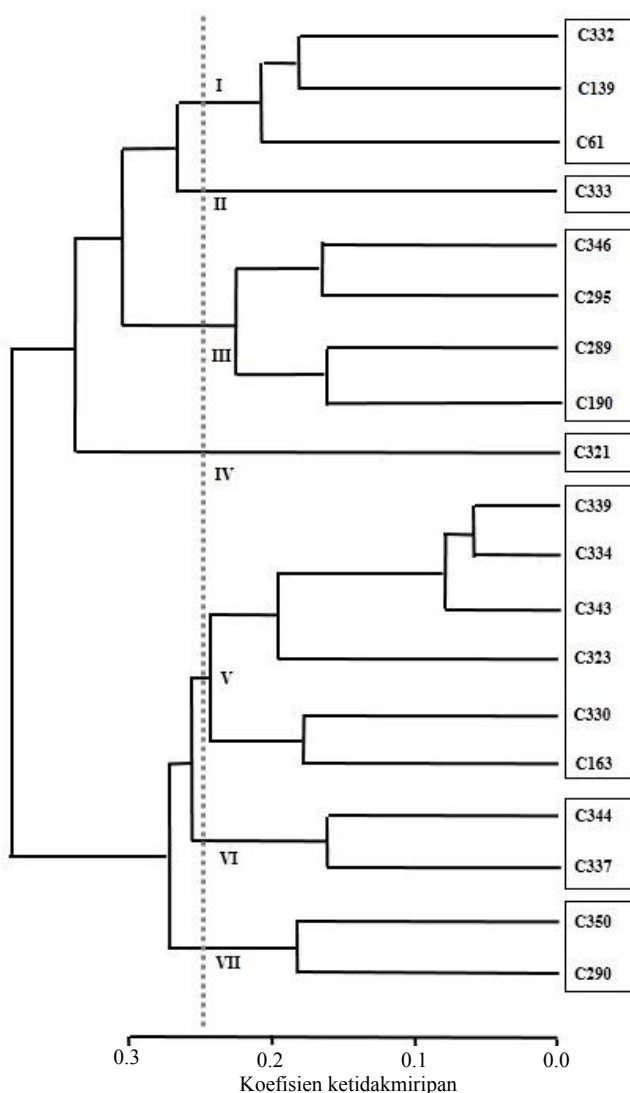 C332
I
C139
C61
C333
II
C346
C295
C289
III
C190
C321
IV
C339
C334
C343
C323
V
C330
C163
C344
VI
C337
C350
VII
C290
0.3 0.2 0.1 0.0
Koefisien ketidakmiripan